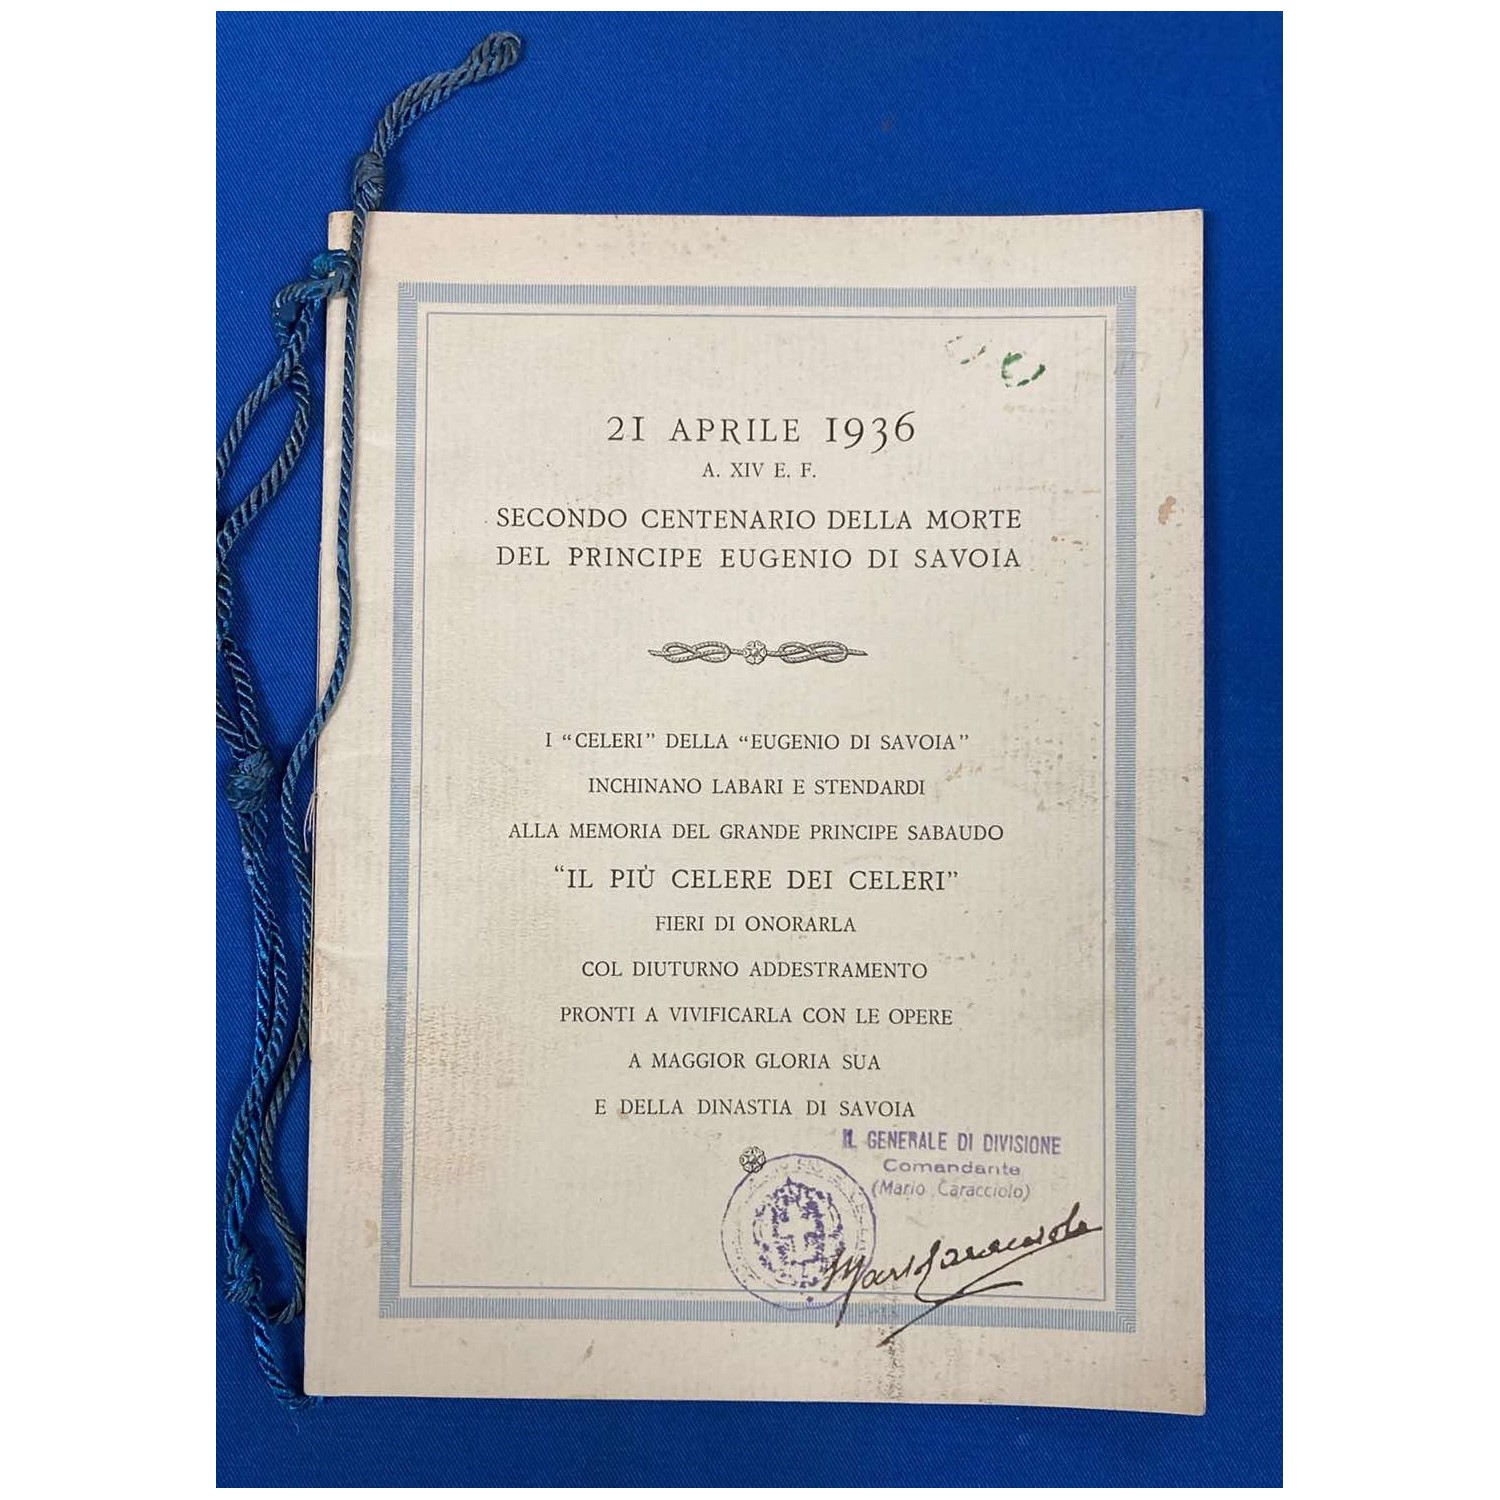 21 APRILE 1936
A. XIV E. F.
SECONDO CENTENARIO DELLA MORTE
DEL PRINCIPE EUGENIO DI SAVOIA
I “CELERI” DELLA “EUGENIO DI SAVOIA”
INCHINANO LABARI E STENDARDI
ALLA MEMORIA DEL GRANDE PRINCIPE SABAUDO
“IL PIÙ CELERE DEI CELERI”
FIERI DI ONORARLA
COL DIUTURNO ADDESTRAMENTO
PRONTI A VIVIFICARLA CON LE OPERE
A MAGGIOR GLORIA SUA
E DELLA DINASTIA DI SAVOIA
IL GENERALE DI DIVISIONE
Comandante
(Mario Caracciolo)
Mario Caracciolo